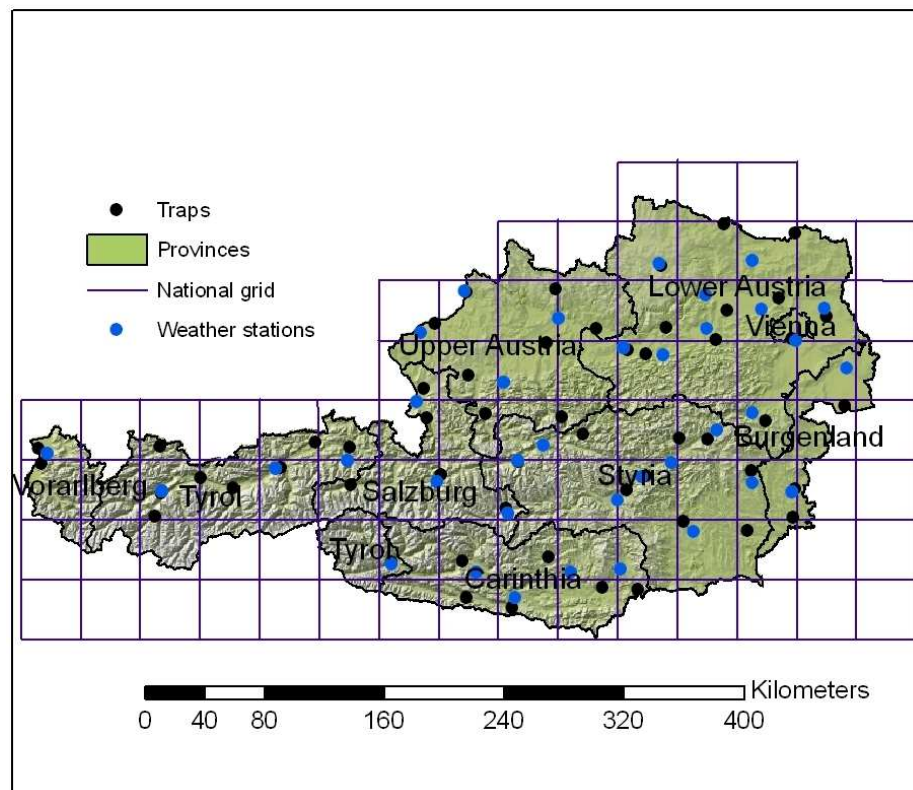 Traps
Provinces
National grid
Weather stations
Lower Austria
Vienna
Upper Austria
Burgenland
Vorarlberg
Tyrol
Salzburg
Styria
Tyrol
Carinthia
Kilometers
0 40 80 160 240 320 400